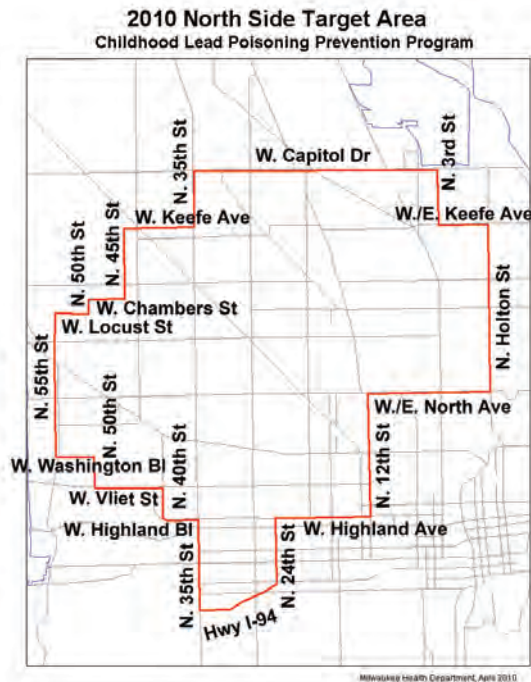 2010 North Side Target Area
Childhood Lead Poisoning Prevention Program
N. 35th St
W. Capitol Dr
N. 3rd St
W. Keefe Ave
W./E. Keefe Ave
N. 45th St
N. 50th St
W. Chambers St
W. Locust St
N. Holton St
N. 55th St
W./E. North Ave
N. 50th St
N. 40th St
N. 12th St
W. Washington Bl
W. Vliet St
W. Highland Bl
W. Highland Ave
N. 35th St
N. 24th St
Hwy I-94
Milwaukee Health Department, April 2010